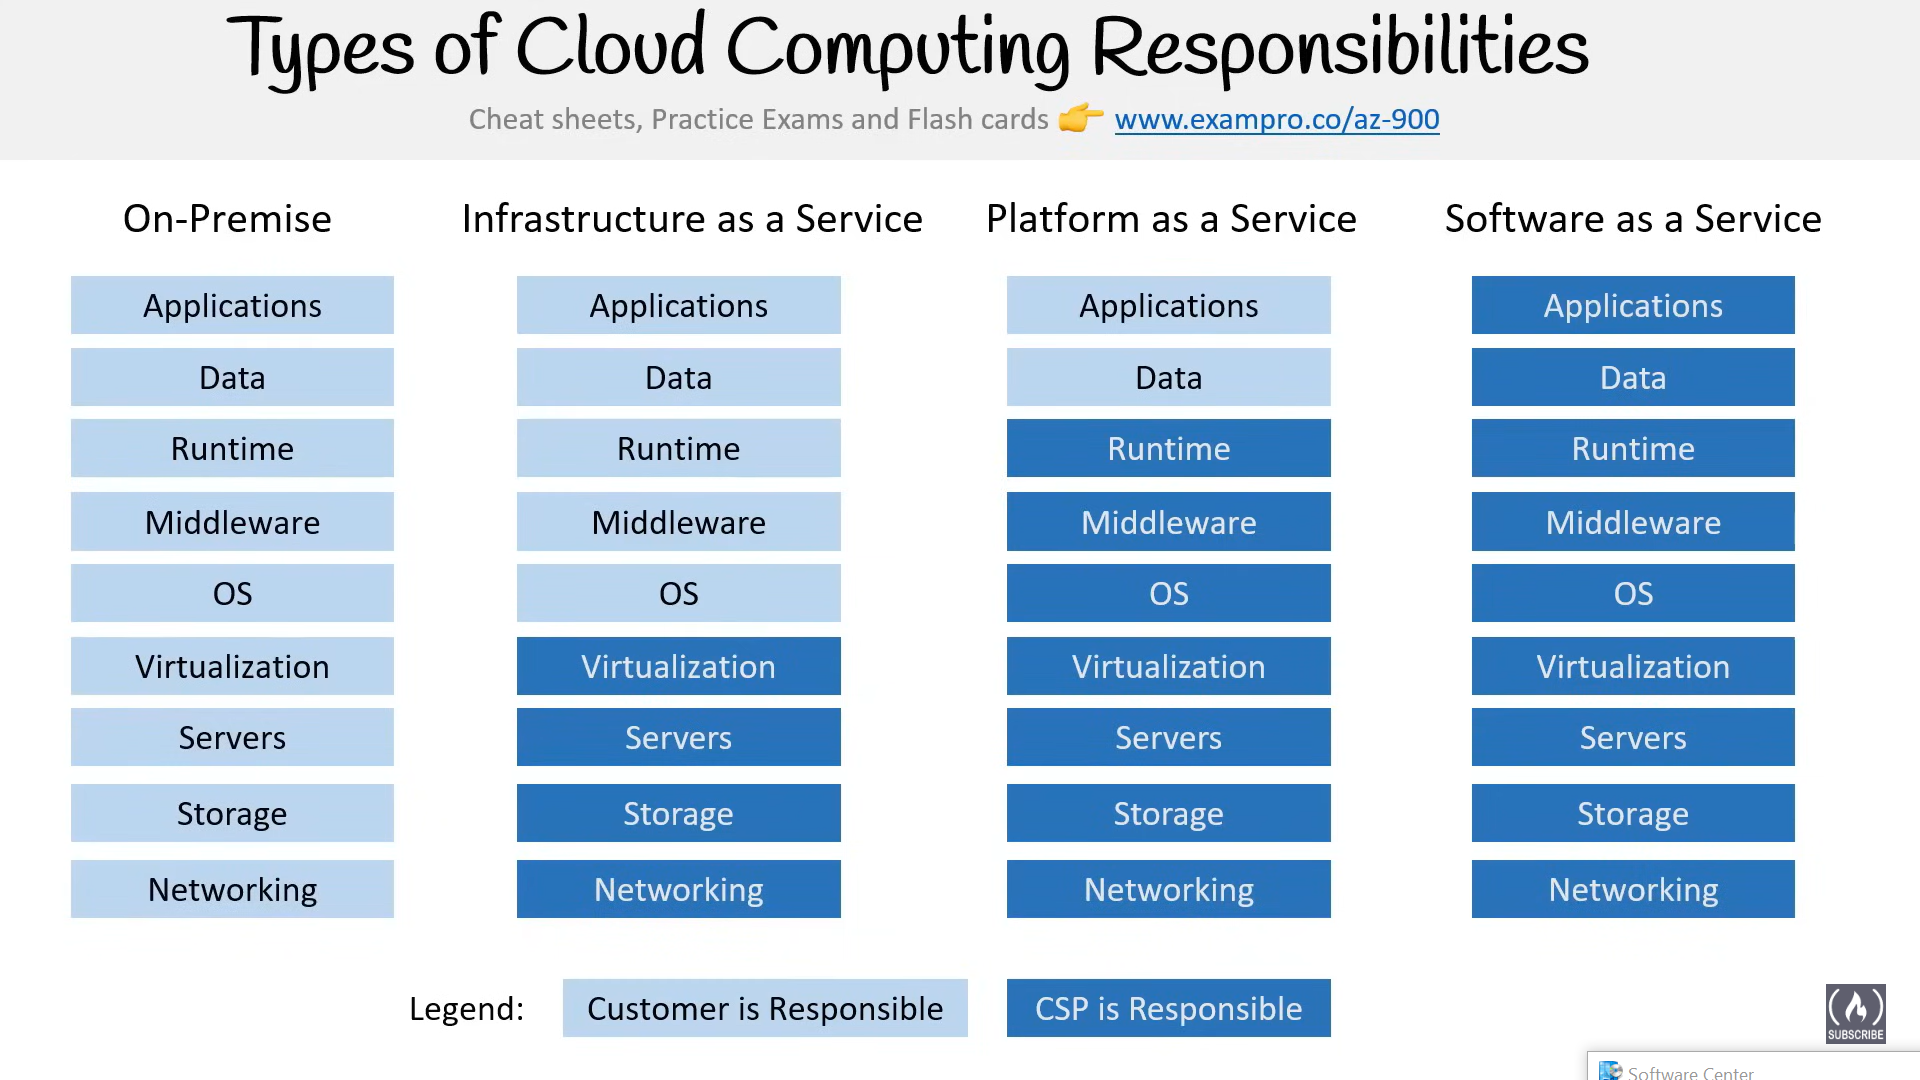 Types of Cloud Computing Responsibilities
Cheat sheets, Practice Exams and Flash cards 👉 www.exampro.co/az-900
On-Premise
Infrastructure as a Service
Platform as a Service
Software as a Service
Applications
Applications
Applications
Applications
Data
Data
Data
Data
Runtime
Runtime
Runtime
Runtime
Middleware
Middleware
Middleware
Middleware
OS
OS
OS
OS
Virtualization
Virtualization
Virtualization
Virtualization
Servers
Servers
Servers
Servers
Storage
Storage
Storage
Storage
Networking
Networking
Networking
Networking
Legend:
Customer is Responsible
CSP is Responsible
SUBSCRIBE
Software Center